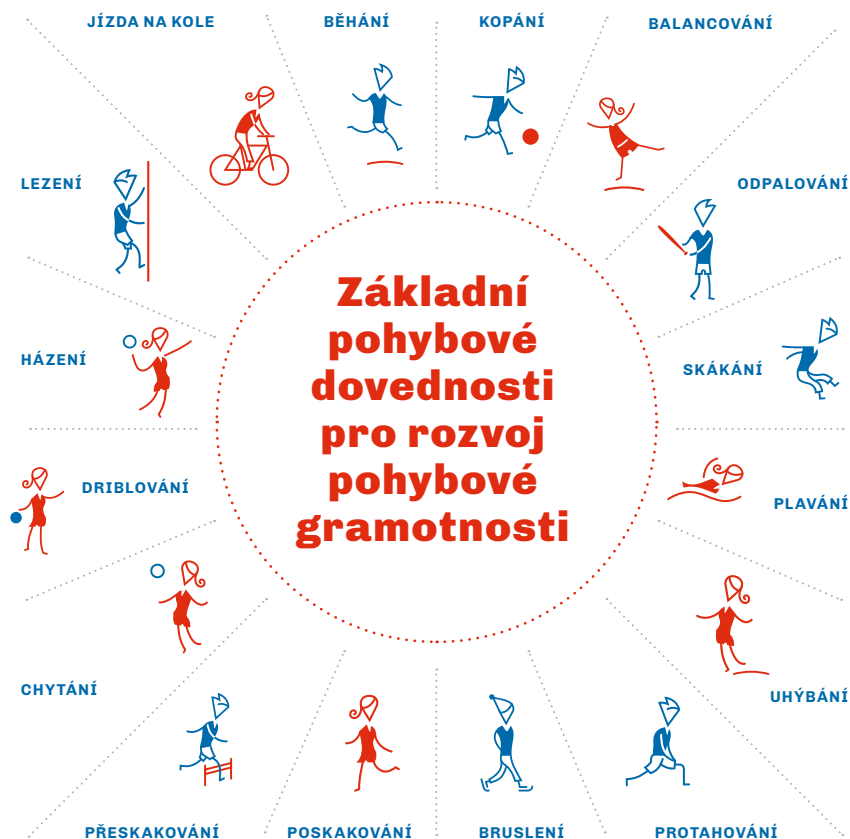 JÍZDA NA KOLE
BĚHÁNÍ
KOPÁNÍ
BALANCOVÁNÍ
LEZENÍ
ODPALOVÁNÍ
Základní
pohybové
dovednosti
pro rozvoj
pohybové
gramotnosti
HÁZENÍ
SKÁKÁNÍ
DRIBLOVÁNÍ
PLAVÁNÍ
CHYTÁNÍ
UHÝBÁNÍ
PŘESKAKOVÁNÍ
POSKAKOVÁNÍ
BRUSLENÍ
PROTAHOVÁNÍ